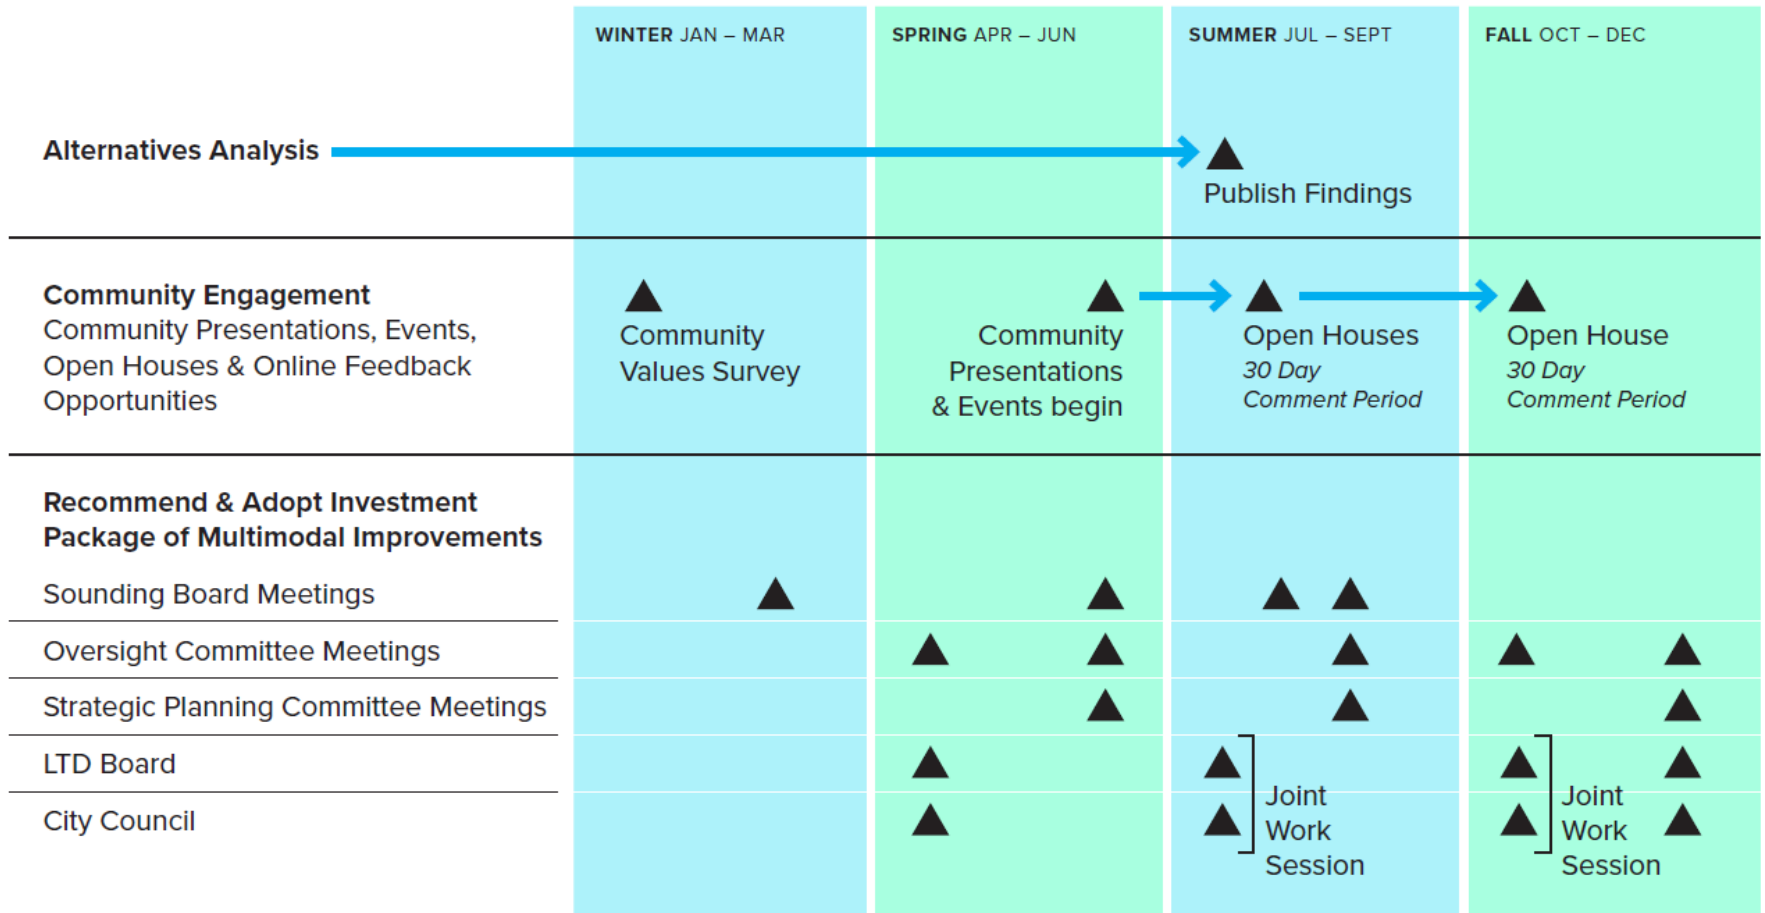 WINTER JAN – MAR
SPRING APR – JUN
SUMMER JUL – SEPT
FALL OCT – DEC
Alternatives Analysis
Publish Findings
Community Engagement
Community Presentations, Events,
Open Houses & Online Feedback
Opportunities
Community
Values Survey
Community
Presentations
& Events begin
Open Houses
30 Day
Comment Period
Open House
30 Day
Comment Period
Recommend & Adopt Investment
Package of Multimodal Improvements
Sounding Board Meetings
Oversight Committee Meetings
Strategic Planning Committee Meetings
LTD Board
City Council
Joint
Work
Session
Joint
Work
Session